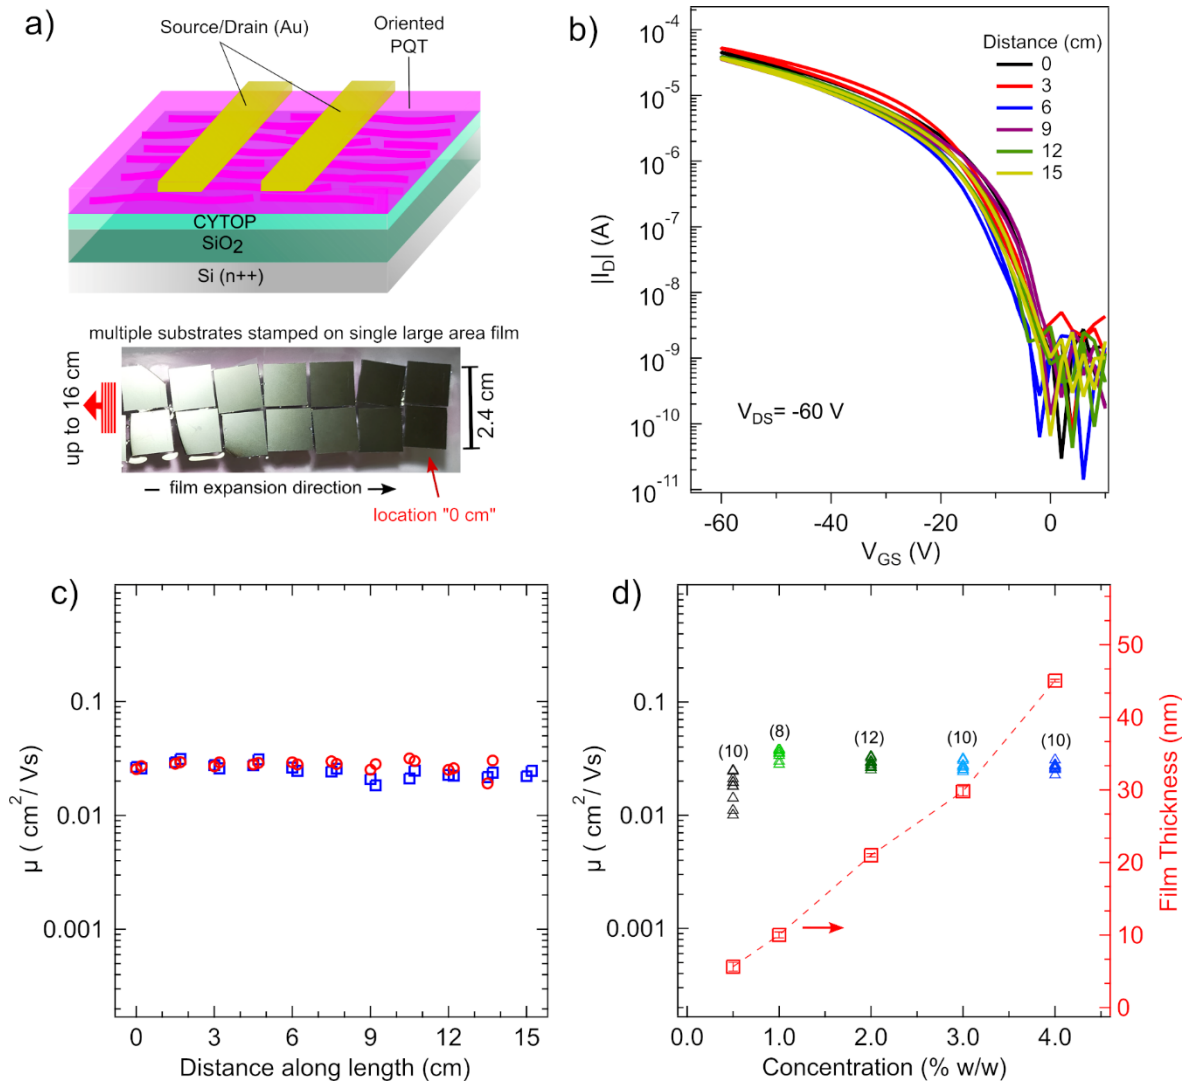 a)
Source/Drain (Au)
Oriented
PQT
CYTOP
SiO2
Si (n++)
multiple substrates stamped on single large area film
up to 16 cm
2.4 cm
– film expansion direction
location "0 cm"
b)
Distance (cm)
0
3
6
9
12
15
10^-4
10^-5
10^-6
10^-7
10^-8
10^-9
10^-10
10^-11
|I_D| (A)
V_DS= -60 V
-60 -40 -20 0
V_GS (V)
c)
0.1
0.01
0.001
μ ( cm²/ Vs)
0 3 6 9 12 15
Distance along length (cm)
d)
0.1
0.01
0.001
μ ( cm²/ Vs)
(10) (8) (12) (10) (10)
50
40
30
20
10
0
Film Thickness (nm)
0.0 1.0 2.0 3.0 4.0
Concentration (% w/w)